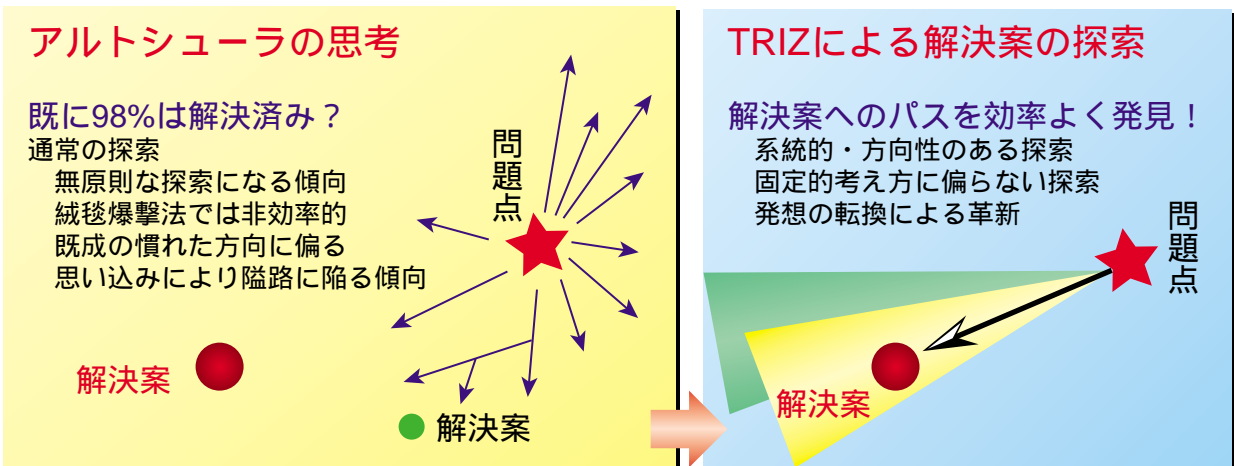 アルトシューラの思考
既に98%は解決済み？
通常の探索
無原則な探索になる傾向
絨毯爆撃法では非効率的
既成の慣れた方向に偏る
思い込みにより隘路に陥る傾向
問題点
解決案
解決案
TRIZによる解決案の探索
解決案へのパスを効率よく発見！
系統的・方向性のある探索
固定的考え方に偏らない探索
発想の転換による革新
問題点
解決案